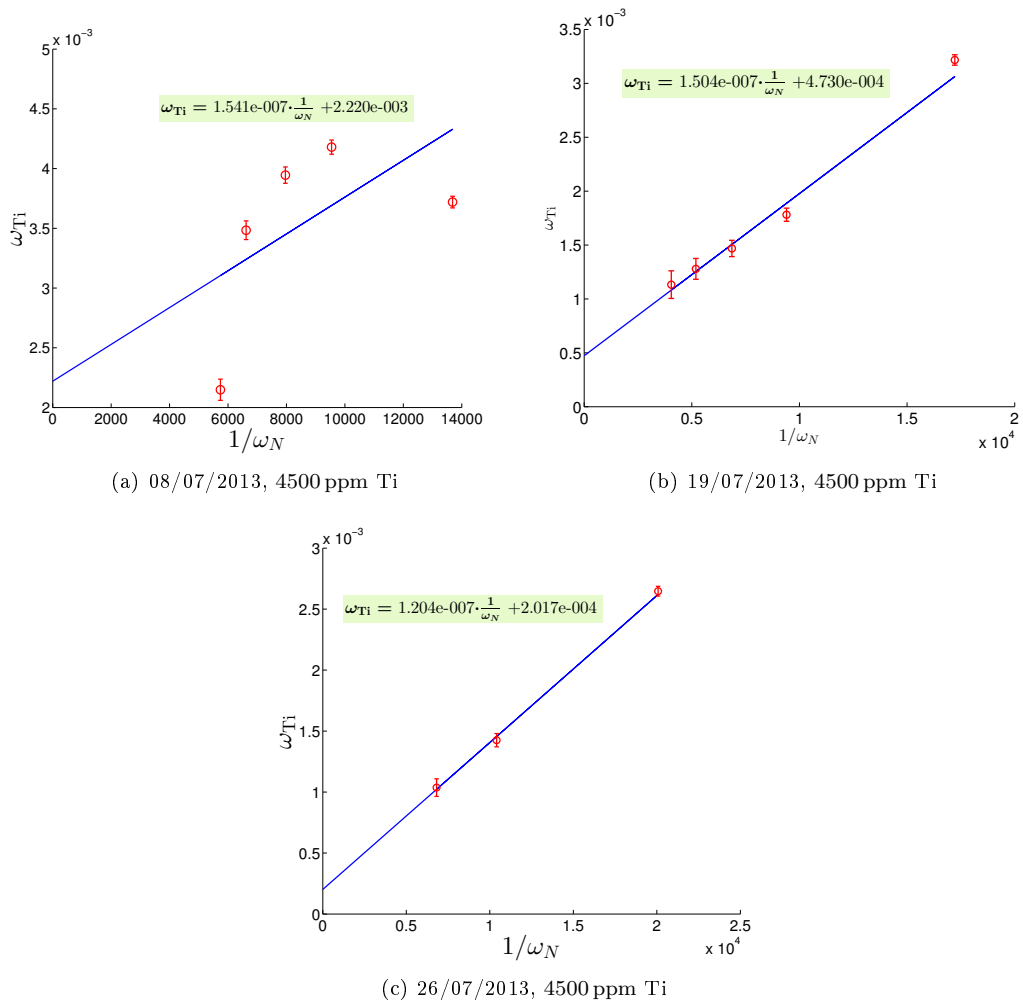 x 10⁻³
5
4.5
4
3.5
3
2.5
2
ω_Ti
ω_Ti = 1.541e-007·1/ω_N +2.220e-003
0 2000 4000 6000 8000 10000 12000 14000
1/ω_N
(a) 08/07/2013, 4500 ppm Ti
x 10⁻³
3.5
3
2.5
2
1.5
1
0.5
0
ω_Ti
ω_Ti = 1.504e-007·1/ω_N +4.730e-004
0 0.5 1 1.5 2
x 10⁴
1/ω_N
(b) 19/07/2013, 4500 ppm Ti
x 10⁻³
3
2.5
2
1.5
1
0.5
0
ω_Ti
ω_Ti = 1.204e-007·1/ω_N +2.017e-004
0 0.5 1 1.5 2 2.5
x 10⁴
1/ω_N
(c) 26/07/2013, 4500 ppm Ti